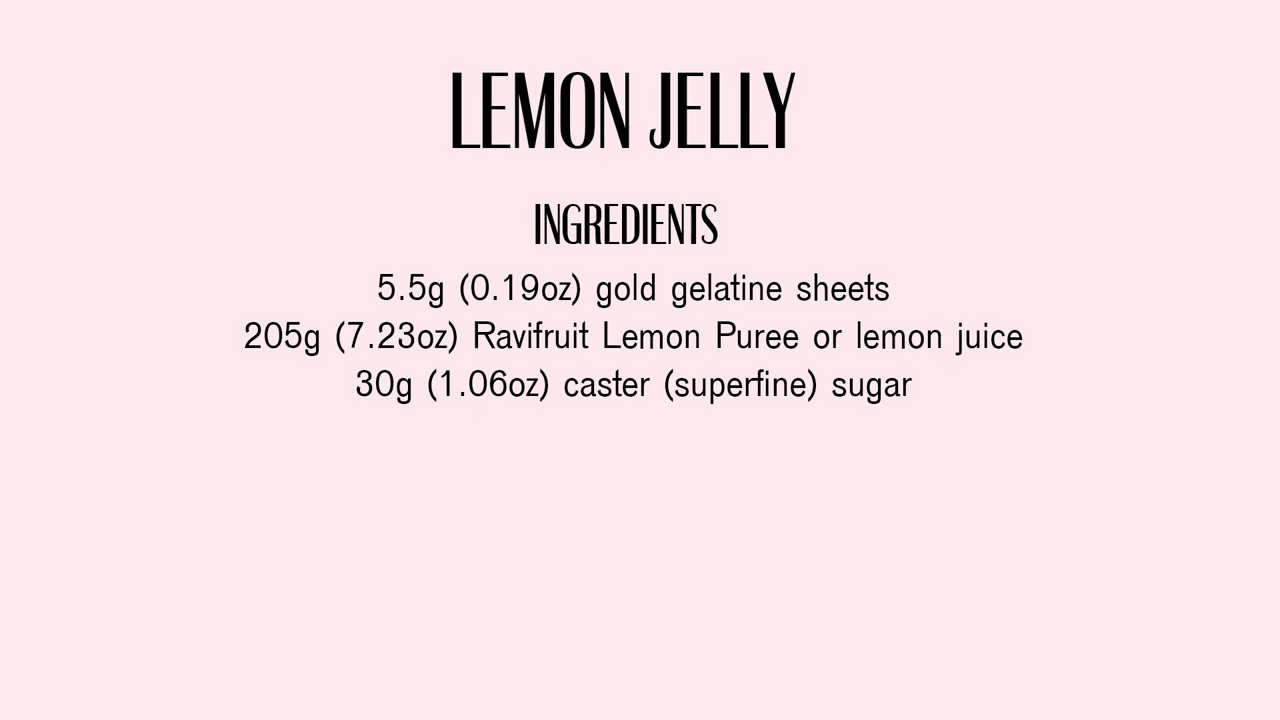 LEMON JELLY
INGREDIENTS
5.5g (0.19oz) gold gelatine sheets
205g (7.23oz) Ravifruit Lemon Puree or lemon juice
30g (1.06oz) caster (superfine) sugar